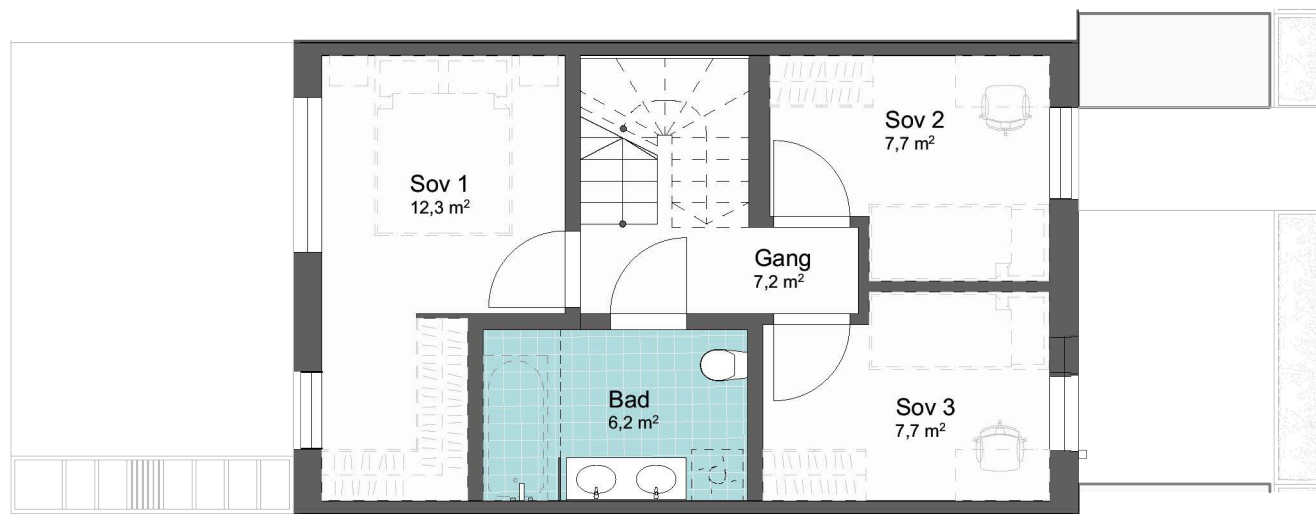 Sov 1
12,3 m²
Sov 2
7,7 m²
Gang
7,2 m²
Bad
6,2 m²
Sov 3
7,7 m²